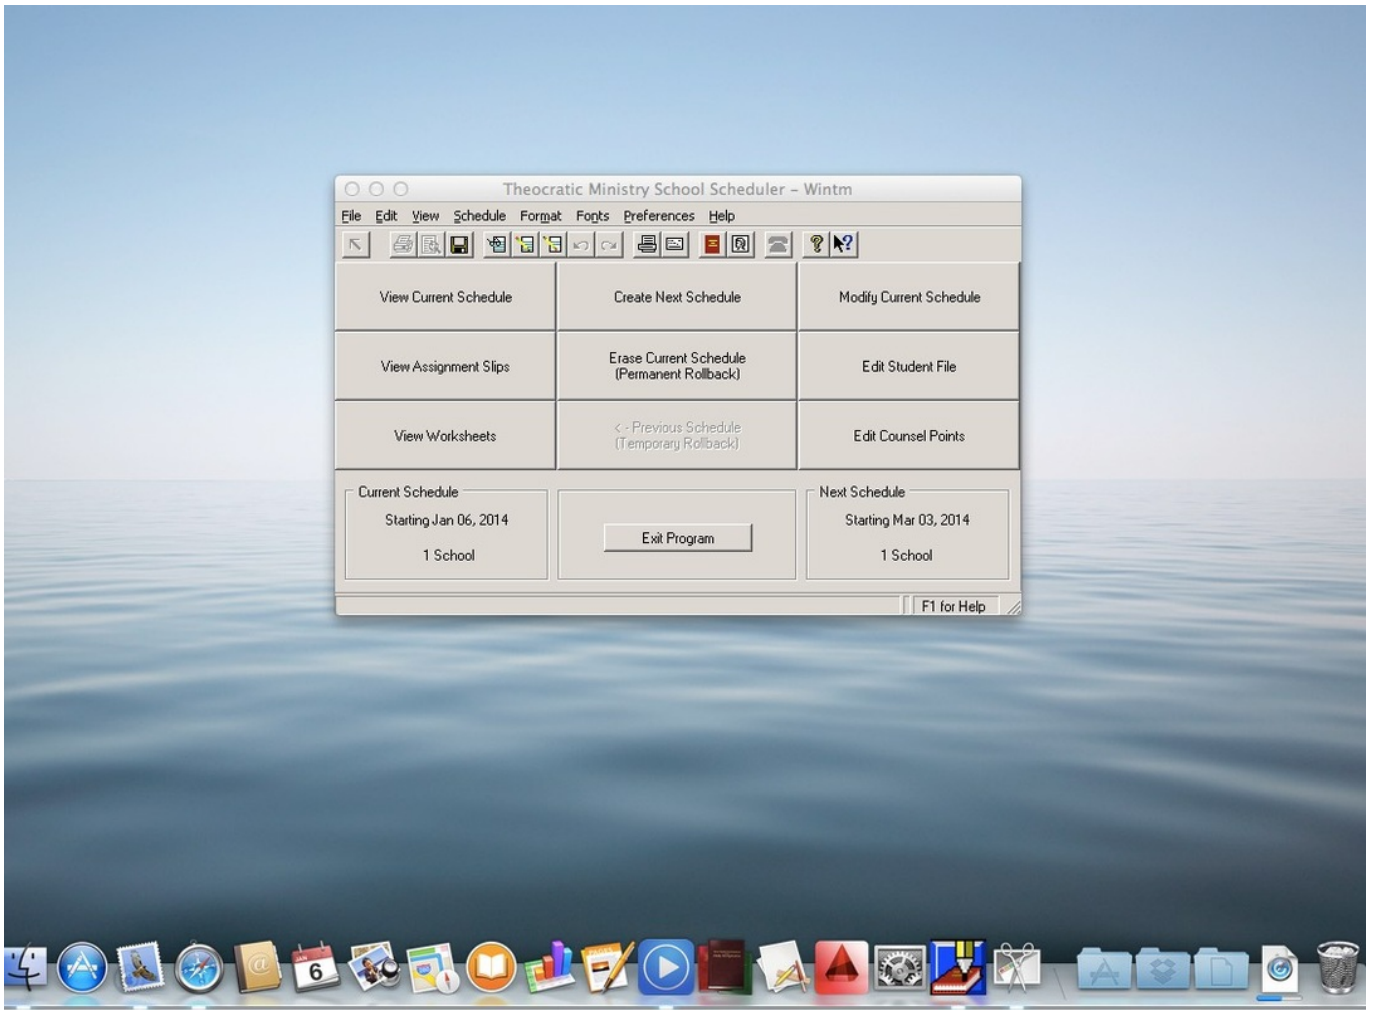 Theocratic Ministry School Scheduler – Wintm
File Edit View Schedule Format Fonts Preferences Help
View Current Schedule
Create Next Schedule
Modify Current Schedule
View Assignment Slips
Erase Current Schedule
(Permanent Rollback)
Edit Student File
View Worksheets
< - Previous Schedule
(Temporary Rollback)
Edit Counsel Points
Current Schedule
Starting Jan 06, 2014
1 School
Exit Program
Next Schedule
Starting Mar 03, 2014
1 School
F1 for Help
JAN
6
PAGES